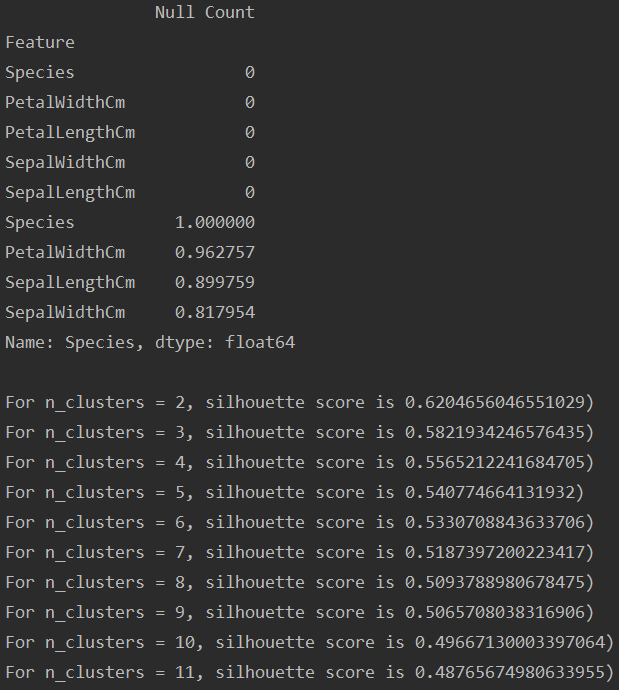 Null Count
Feature
Species 0
PetalWidthCm 0
PetalLengthCm 0
SepalWidthCm 0
SepalLengthCm 0
Species 1.000000
PetalWidthCm 0.962757
SepalLengthCm 0.899759
SepalWidthCm 0.817954
Name: Species, dtype: float64
For n_clusters = 2, silhouette score is 0.6204656046551029)
For n_clusters = 3, silhouette score is 0.5821934246576435)
For n_clusters = 4, silhouette score is 0.5565212241684705)
For n_clusters = 5, silhouette score is 0.540774664131932)
For n_clusters = 6, silhouette score is 0.5330708843633706)
For n_clusters = 7, silhouette score is 0.5187397200223417)
For n_clusters = 8, silhouette score is 0.5093788980678475)
For n_clusters = 9, silhouette score is 0.5065708038316906)
For n_clusters = 10, silhouette score is 0.49667130003397064)
For n_clusters = 11, silhouette score is 0.48765674980633955)